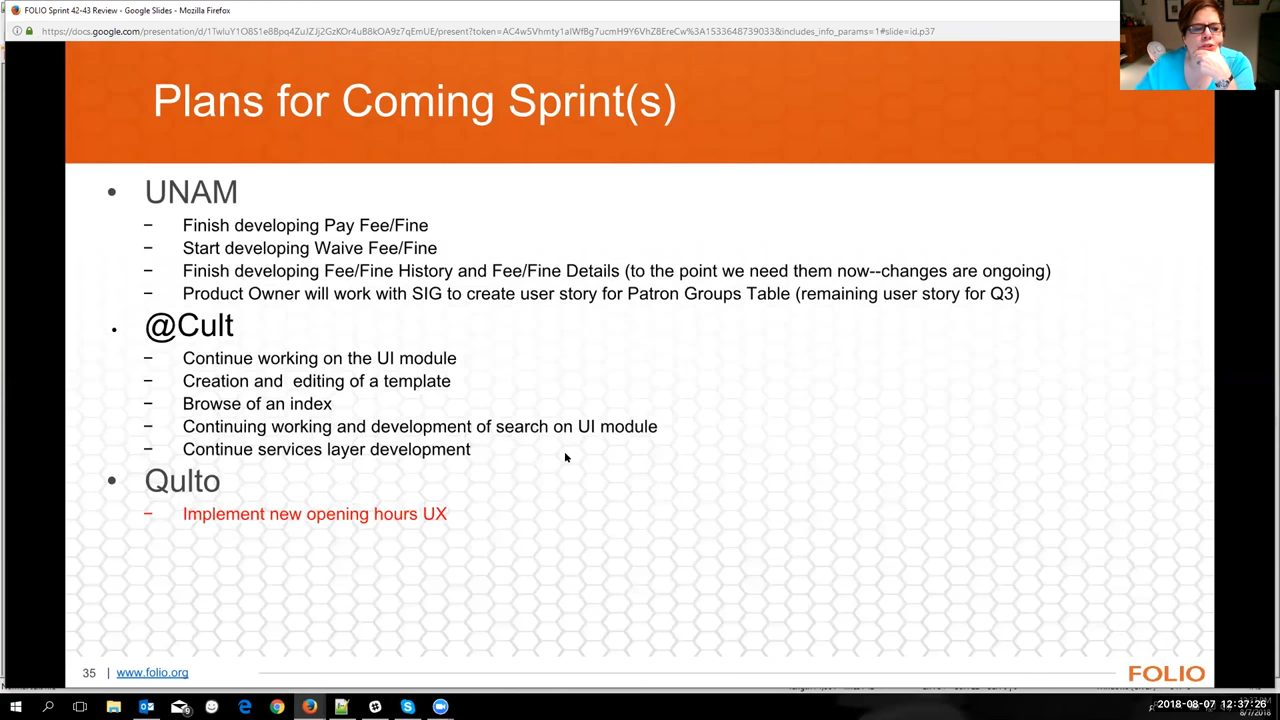 FOLIO Sprint 42-43 Review - Google Slides - Mozilla Firefox
Plans for Coming Sprint(s)
• UNAM
− Finish developing Pay Fee/Fine
− Start developing Waive Fee/Fine
− Finish developing Fee/Fine History and Fee/Fine Details (to the point we need them now--changes are ongoing)
− Product Owner will work with SIG to create user story for Patron Groups Table (remaining user story for Q3)
• @Cult
− Continue working on the UI module
− Creation and editing of a template
− Browse of an index
− Continuing working and development of search on UI module
− Continue services layer development
• Qulto
− Implement new opening hours UX
35 | www.folio.org
FOLIO
2018-08-07 12:37:26